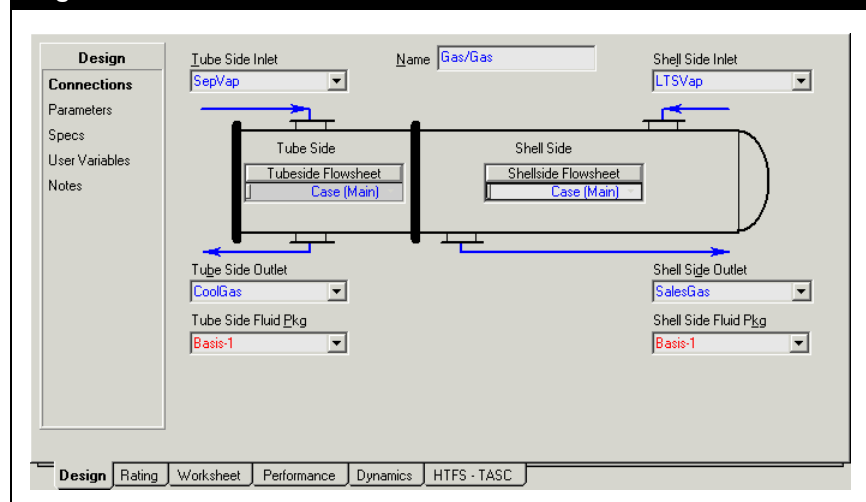 Design
Connections
Parameters
Specs
User Variables
Notes
Tube Side Inlet
SepVap
Name Gas/Gas
Shell Side Inlet
LTSVap
Tube Side
Tubeside Flowsheet
Case (Main)
Shell Side
Shellside Flowsheet
Case (Main)
Tube Side Outlet
CoolGas
Shell Side Outlet
SalesGas
Tube Side Fluid Pkg
Basis-1
Shell Side Fluid Pkg
Basis-1
Design Rating Worksheet Performance Dynamics HTFS - TASC